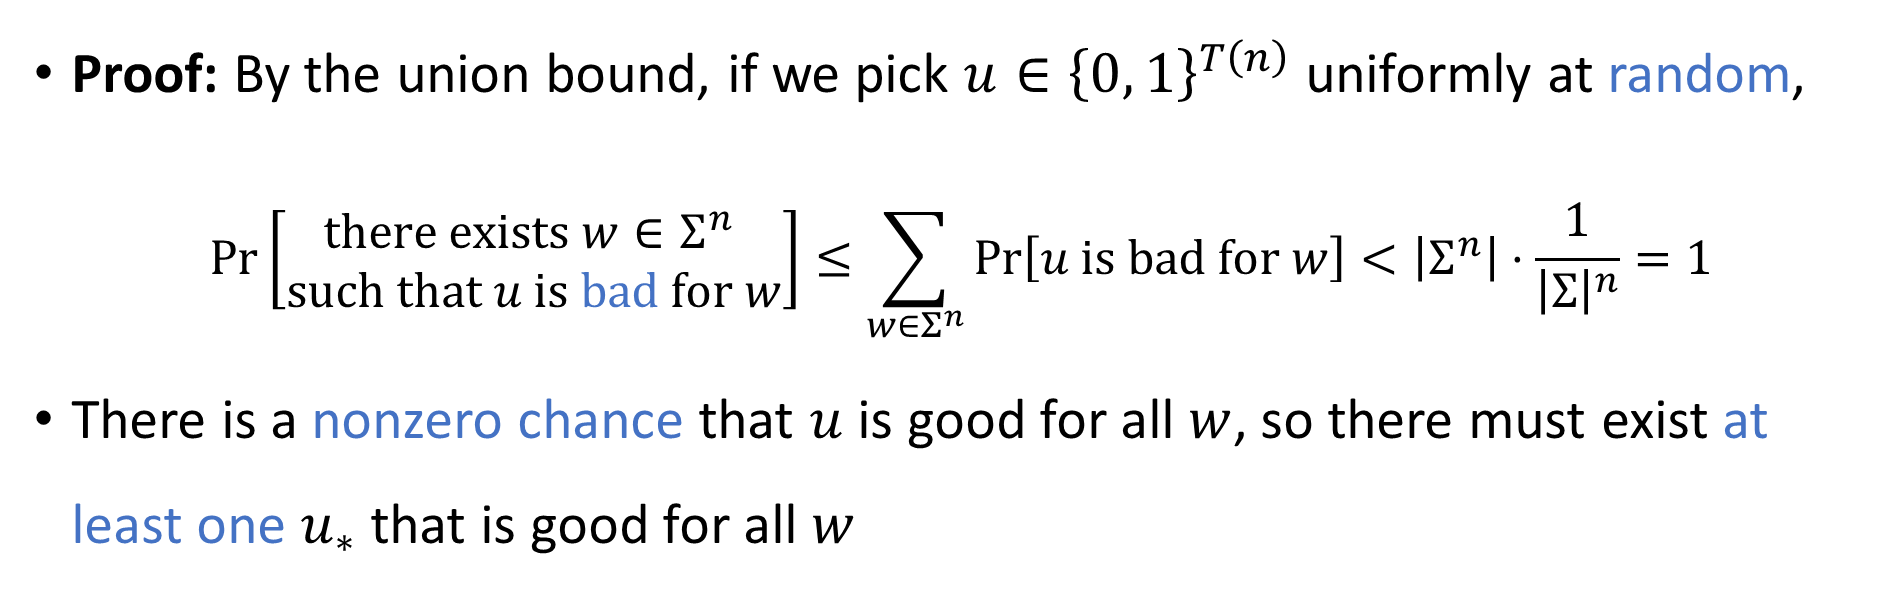 • Proof: By the union bound, if we pick 𝑢 ∈ {0, 1}^{𝑇(𝑛)} uniformly at random,
Pr [there exists 𝑤 ∈ Σ^𝑛 such that 𝑢 is bad for 𝑤] ≤ ∑_{𝑤∈Σ^𝑛} Pr[𝑢 is bad for 𝑤] < |Σ^𝑛| · 1/|Σ|^𝑛 = 1
• There is a nonzero chance that 𝑢 is good for all 𝑤, so there must exist at
least one 𝑢_* that is good for all 𝑤